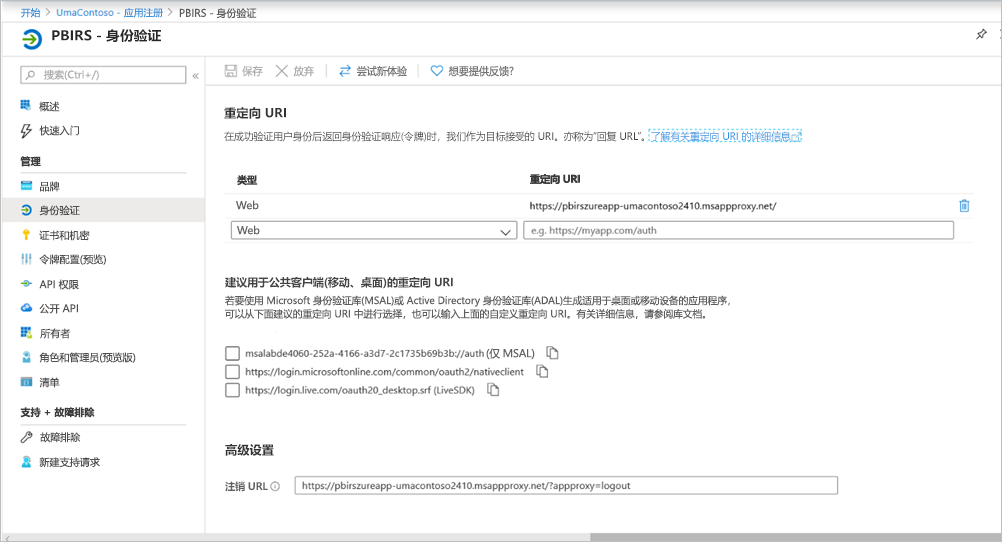 开始 > UmaContoso - 应用注册 > PBIRS - 身份验证
PBIRS - 身份验证
搜索(Ctrl+/)
«
概述
快速入门
管理
品牌
身份验证
证书和机密
令牌配置(预览)
API 权限
公开 API
所有者
角色和管理员(预览版)
清单
支持 + 故障排除
故障排除
新建支持请求
保存 放弃 尝试新体验 想要提供反馈?
重定向 URI
在成功验证用户身份后返回身份验证响应(令牌)时，我们作为目标接受的 URI。亦称为“回复 URL”。了解有关重定向 URI 的详细信息
类型 重定向 URI
Web https://pbirszureapp-umacontoso2410.msappproxy.net/
Web e.g. https://myapp.com/auth
建议用于公共客户端(移动、桌面)的重定向 URI
若要使用 Microsoft 身份验证库(MSAL)或 Active Directory 身份验证库(ADAL)生成适用于桌面或移动设备的应用程序，
可以从下面建议的重定向 URI 中进行选择，也可以输入上面的自定义重定向 URI。有关详细信息，请参阅库文档。
msalabde4060-252a-4166-a3d7-2c1735b69b3b://auth (仅 MSAL)
https://login.microsoftonline.com/common/oauth2/nativeclient
https://login.live.com/oauth20_desktop.srf (LiveSDK)
高级设置
注销 URL https://pbirszureapp-umacontoso2410.msappproxy.net/?appproxy=logout